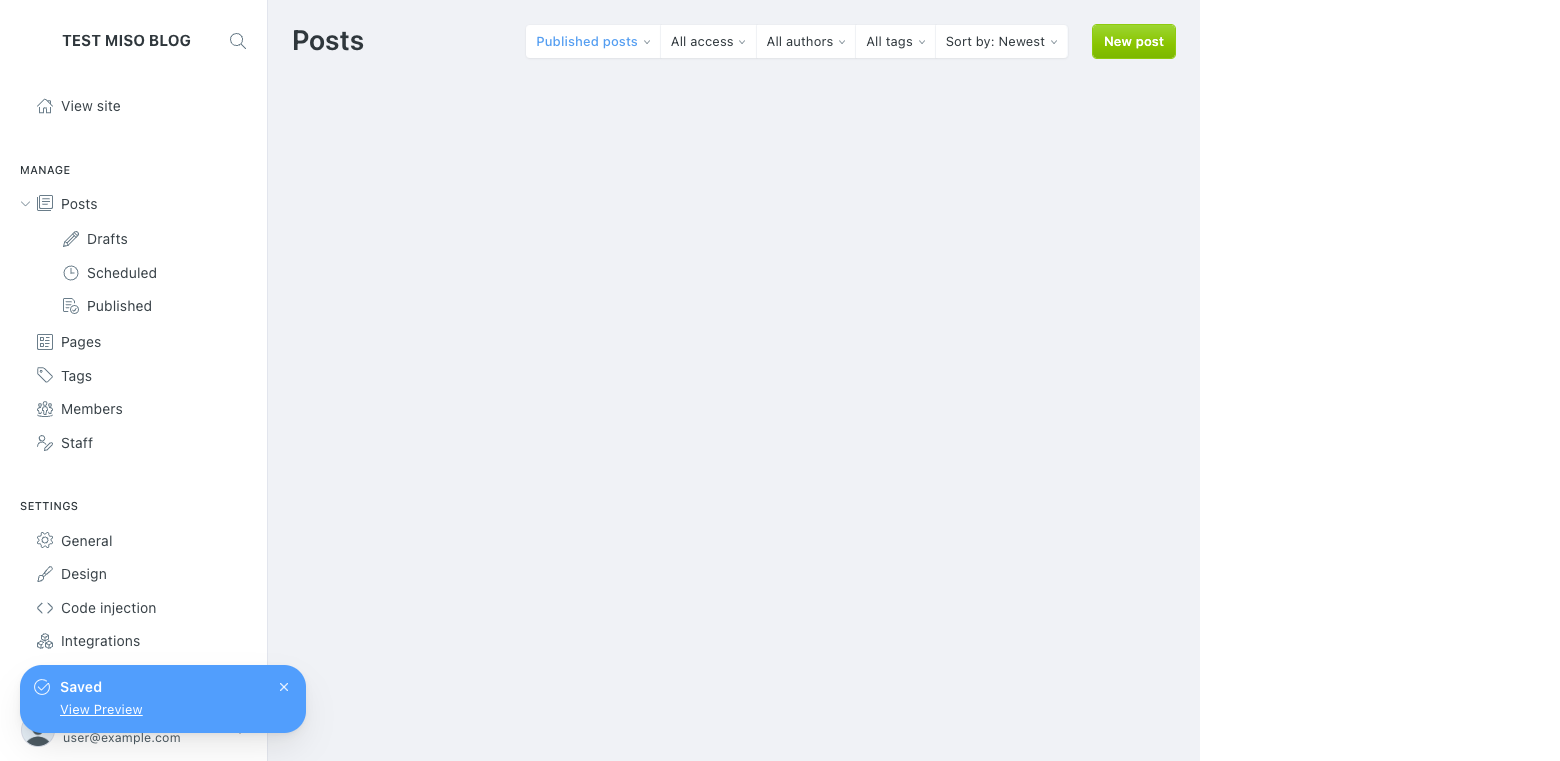 TEST MISO BLOG
View site
MANAGE
Posts
Drafts
Scheduled
Published
Pages
Tags
Members
Staff
SETTINGS
General
Design
Code injection
Integrations
Saved
View Preview
user@example.com
Posts
Published posts
All access
All authors
All tags
Sort by: Newest
New post